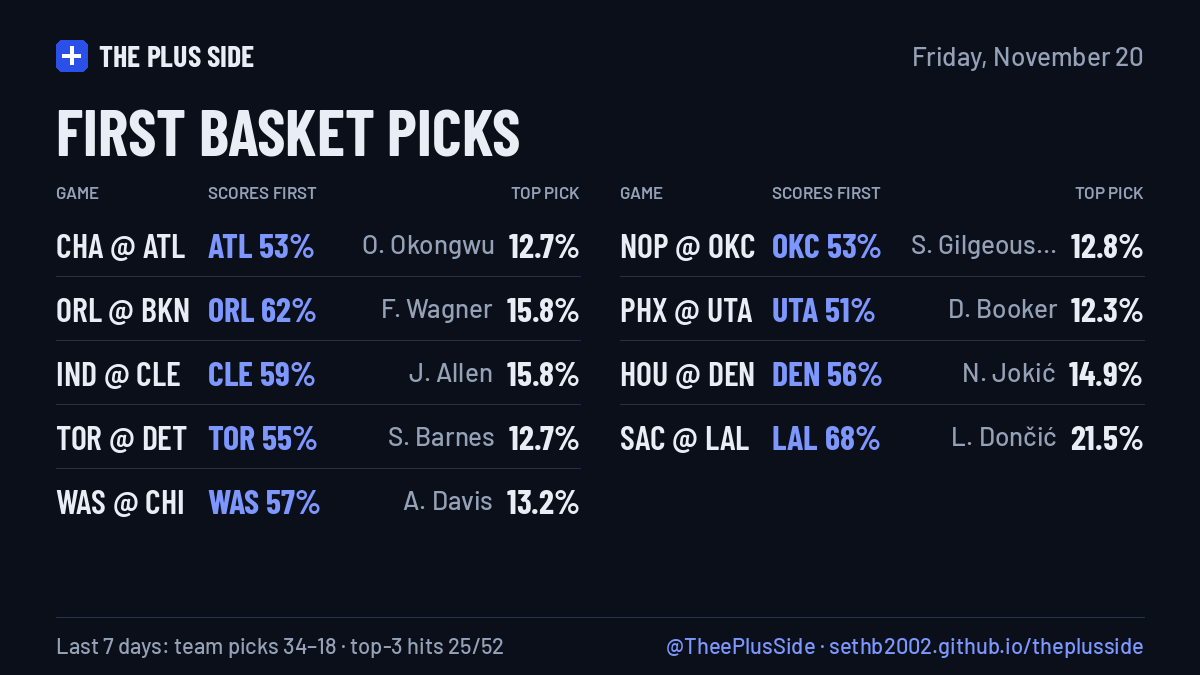 THE PLUS SIDE
Friday, November 20
FIRST BASKET PICKS
GAME SCORES FIRST TOP PICK
CHA @ ATL ATL 53% O. Okongwu 12.7%
ORL @ BKN ORL 62% F. Wagner 15.8%
IND @ CLE CLE 59% J. Allen 15.8%
TOR @ DET TOR 55% S. Barnes 12.7%
WAS @ CHI WAS 57% A. Davis 13.2%
GAME SCORES FIRST TOP PICK
NOP @ OKC OKC 53% S. Gilgeous... 12.8%
PHX @ UTA UTA 51% D. Booker 12.3%
HOU @ DEN DEN 56% N. Jokić 14.9%
SAC @ LAL LAL 68% L. Dončić 21.5%
Last 7 days: team picks 34–18 · top-3 hits 25/52
@TheePlusSide · sethb2002.github.io/theplusside